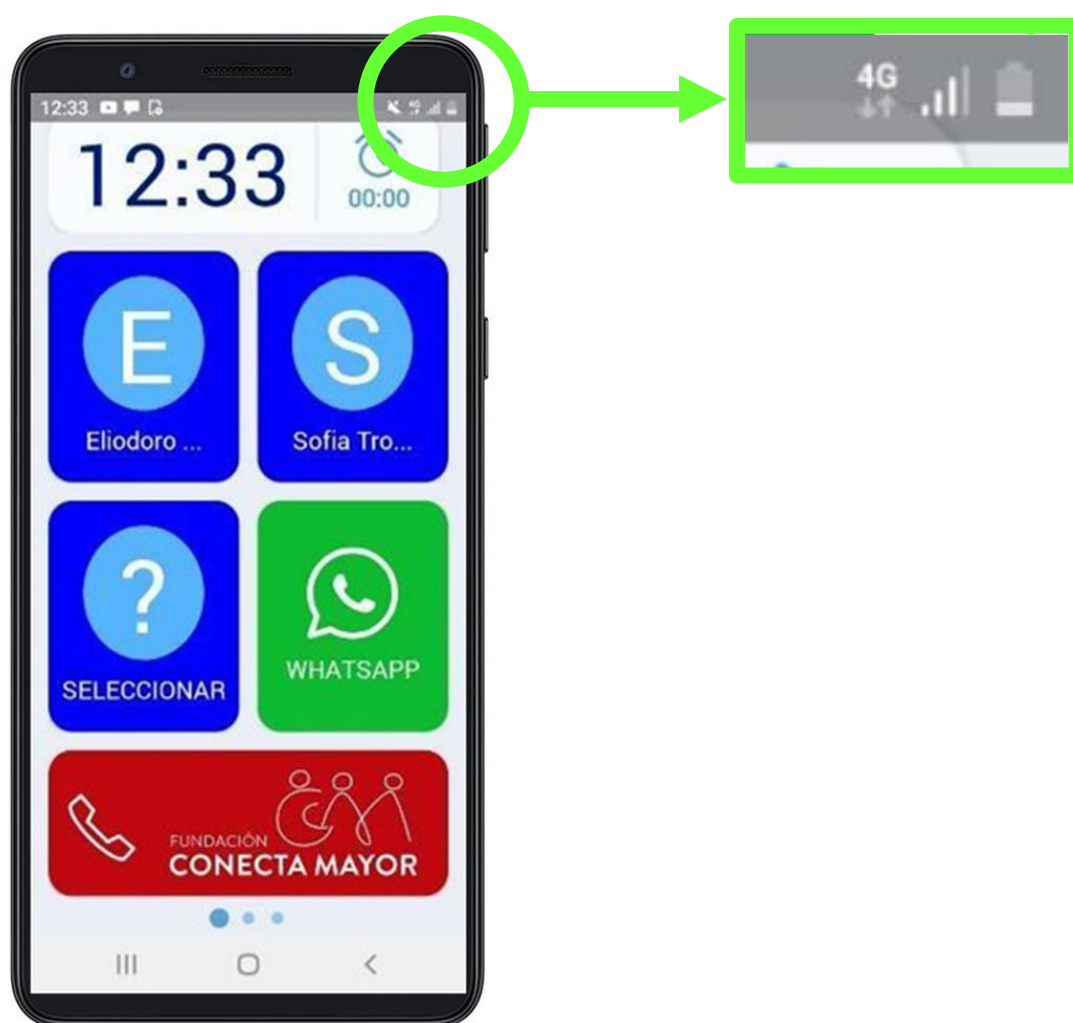 12:33
4G
12:33
00:00
E
S
Eliodoro ...
Sofia Tro...
?
SELECCIONAR
WHATSAPP
FUNDACIÓN
CONECTA MAYOR